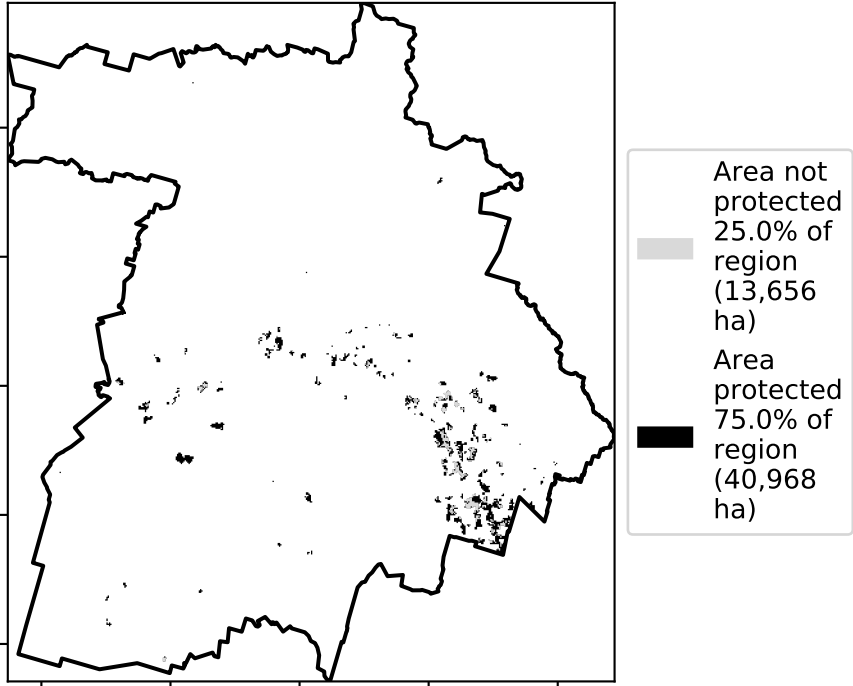 Area not
protected
25.0% of
region
(13,656
ha)
Area
protected
75.0% of
region
(40,968
ha)